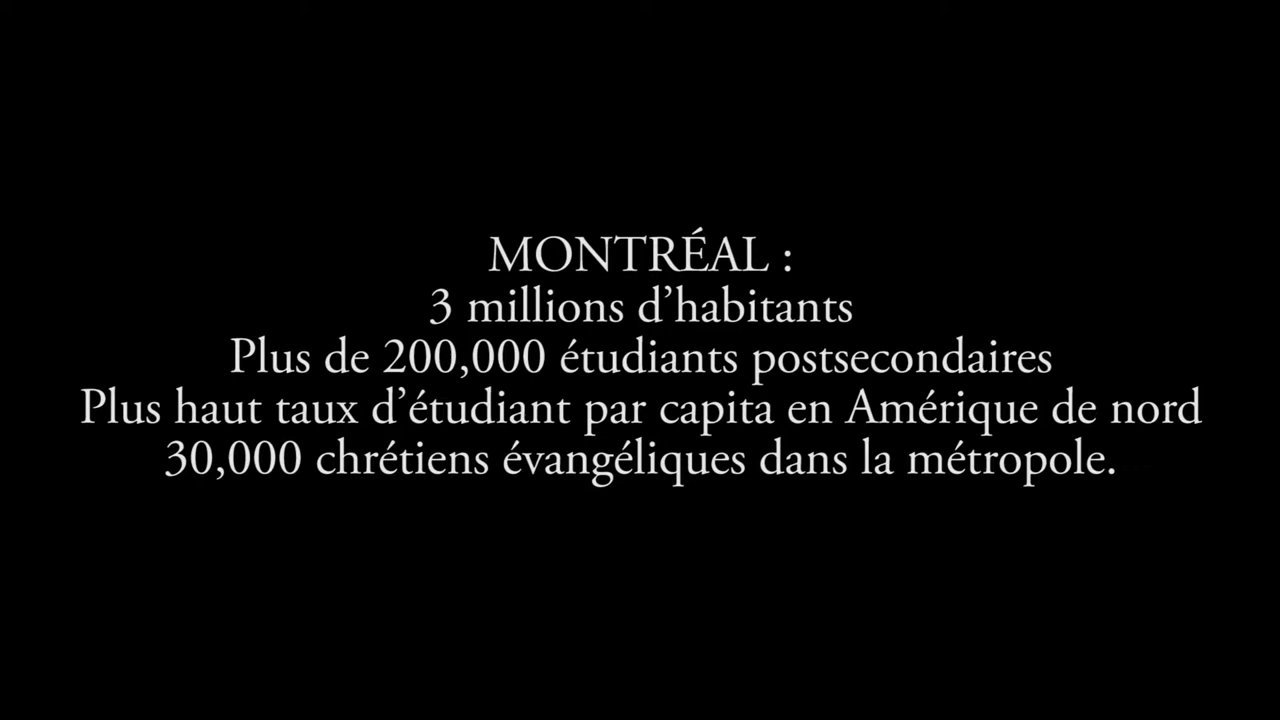 MONTRÉAL :
3 millions d’habitants
Plus de 200,000 étudiants postsecondaires
Plus haut taux d’étudiant par capita en Amérique de nord
30,000 chrétiens évangéliques dans la métropole.